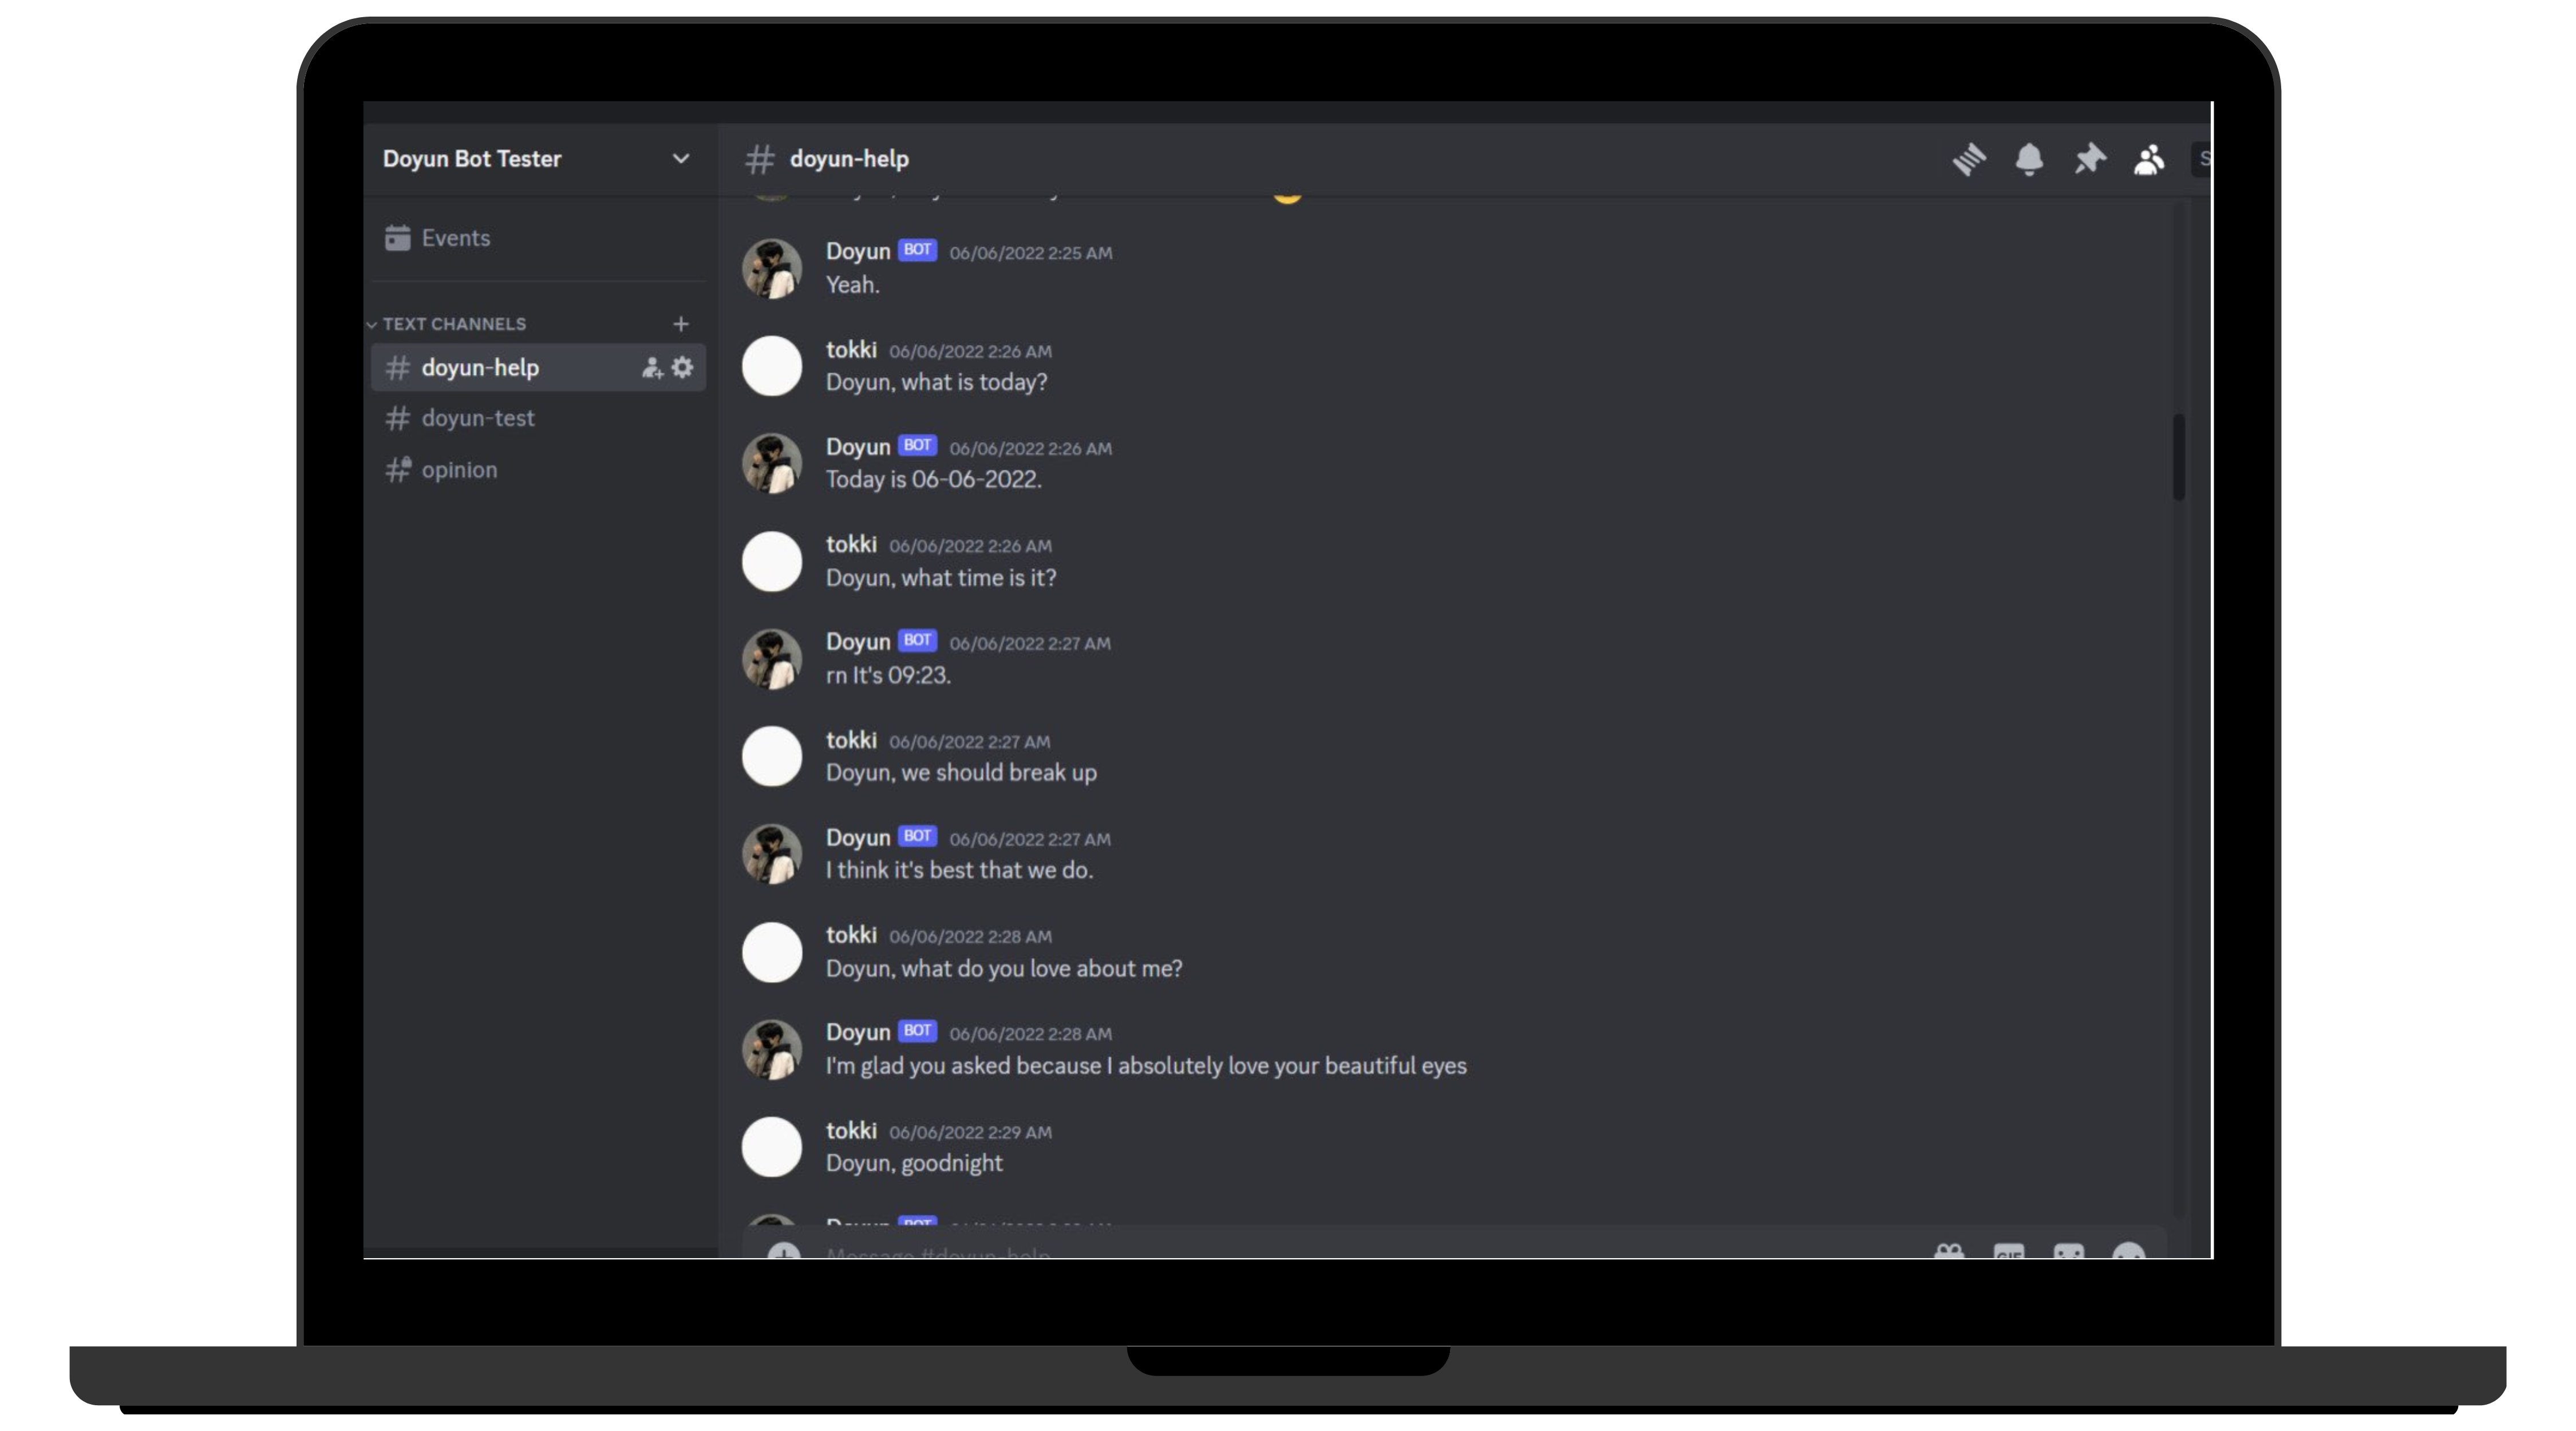 Doyun Bot Tester
Events
TEXT CHANNELS
doyun-help
doyun-test
opinion
# doyun-help
Doyun BOT 06/06/2022 2:25 AM
Yeah.
tokki 06/06/2022 2:26 AM
Doyun, what is today?
Doyun BOT 06/06/2022 2:26 AM
Today is 06-06-2022.
tokki 06/06/2022 2:26 AM
Doyun, what time is it?
Doyun BOT 06/06/2022 2:27 AM
rn It's 09:23.
tokki 06/06/2022 2:27 AM
Doyun, we should break up
Doyun BOT 06/06/2022 2:27 AM
I think it's best that we do.
tokki 06/06/2022 2:28 AM
Doyun, what do you love about me?
Doyun BOT 06/06/2022 2:28 AM
I'm glad you asked because I absolutely love your beautiful eyes
tokki 06/06/2022 2:29 AM
Doyun, goodnight
Doyun BOT
Message #doyun-help
GIF